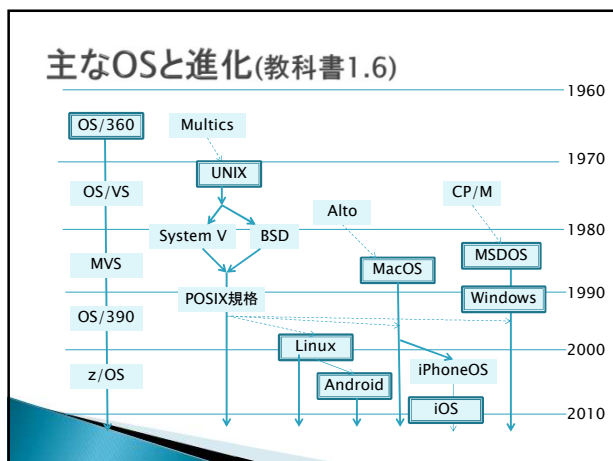 主なOSと進化(教科書1.6)
1960
OS/360
Multics
1970
UNIX
OS/VS
CP/M
Alto
1980
System V
BSD
MSDOS
MVS
MacOS
1990
POSIX規格
Windows
OS/390
Linux
2000
z/OS
iPhoneOS
Android
iOS
2010